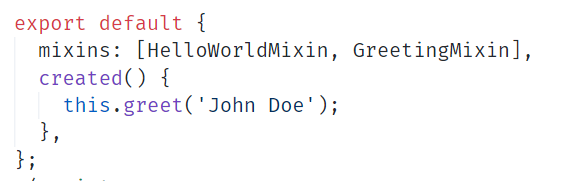 export default {
  mixins: [HelloWorldMixin, GreetingMixin],
  created() {
    this.greet('John Doe');
  },
};